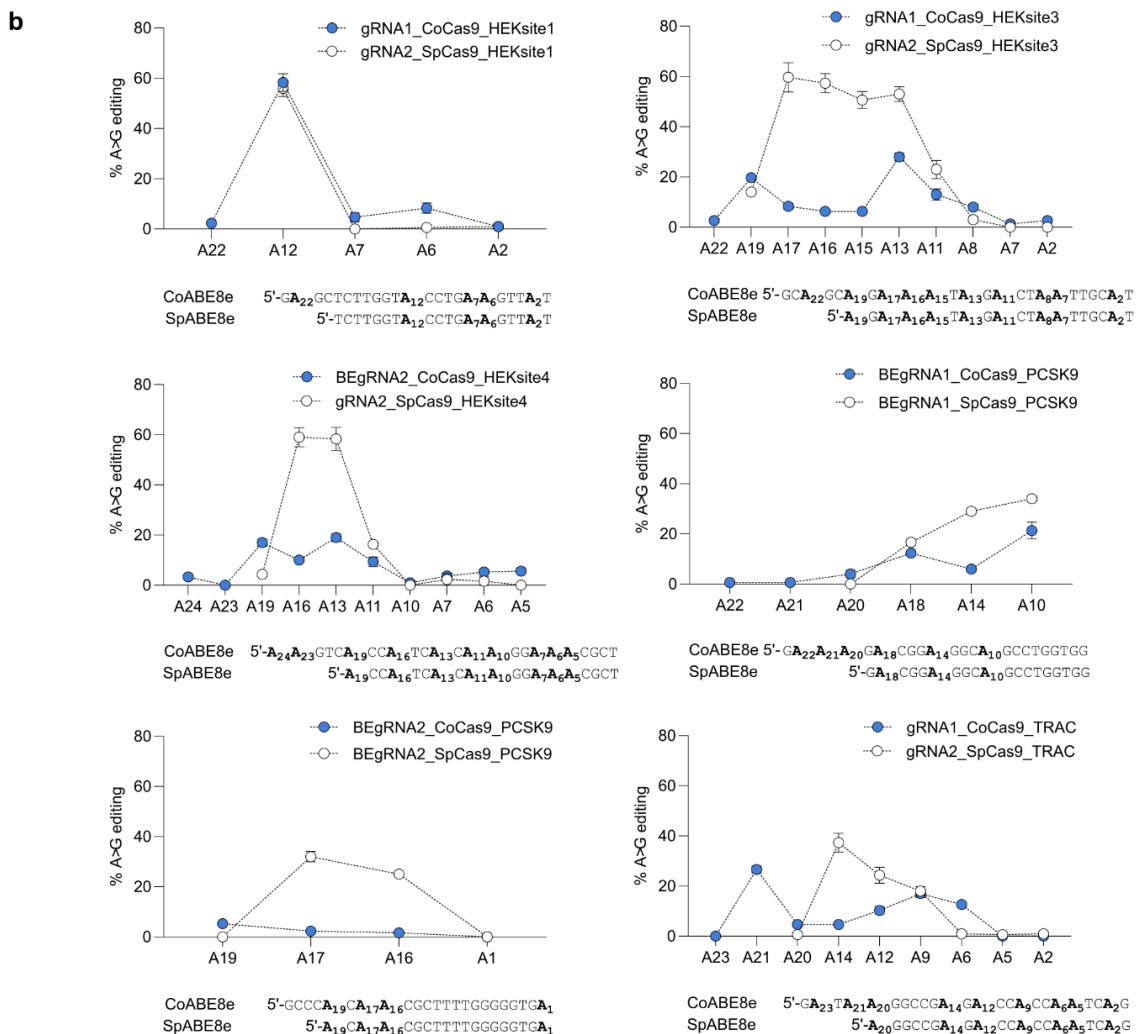 b
gRNA1_CoCas9_HEKsite1
gRNA2_SpCas9_HEKsite1
% A>G editing
80
60
40
20
0
A22 A12 A7 A6 A2
CoABE8e 5'-GA22GCTCTTGGTA12CCTGA7A6GTTA2T
SpABE8e 5'-TCTTGGTA12CCTGA7A6GTTA2T
gRNA1_CoCas9_HEKsite3
gRNA2_SpCas9_HEKsite3
% A>G editing
80
60
40
20
0
A22 A19 A17 A16 A15 A13 A11 A8 A7 A2
CoABE8e 5'-GCA22GCA19GA17A16A15TA13GA11CTA8A7TTGCA2T
SpABE8e 5'-A19GA17A16A15TA13GA11CTA8A7TTGCA2T
BEgRNA2_CoCas9_HEKsite4
gRNA2_SpCas9_HEKsite4
% A>G editing
80
60
40
20
0
A24 A23 A19 A16 A13 A11 A10 A7 A6 A5
CoABE8e 5'-A24A23GTCA19CCA16TCA13CA11A10GGA7A6A5CGCT
SpABE8e 5'-A19CCA16TCA13CA11A10GGA7A6A5CGCT
BEgRNA1_CoCas9_PCSK9
BEgRNA1_SpCas9_PCSK9
% A>G editing
80
60
40
20
0
A22 A21 A20 A18 A14 A10
CoABE8e 5'-GA22A21A20GA18CGGA14GGCA10GCCTGGTGG
SpABE8e 5'-GA18CGGA14GGCA10GCCTGGTGG
BEgRNA2_CoCas9_PCSK9
BEgRNA2_SpCas9_PCSK9
% A>G editing
80
60
40
20
0
A19 A17 A16 A1
CoABE8e 5'-GCCCA19CA17A16CGCTTTTGGGGGTGA1
SpABE8e 5'-A19CA17A16CGCTTTTGGGGGTGA1
gRNA1_CoCas9_TRAC
gRNA2_SpCas9_TRAC
% A>G editing
80
60
40
20
0
A23 A21 A20 A14 A12 A9 A6 A5 A2
CoABE8e 5'-GA23TA21A20GGCCGA14GA12CCA9CCA6A5TCA2G
SpABE8e 5'-A20GGCCGA14GA12CCA9CCA6A5TCA2G